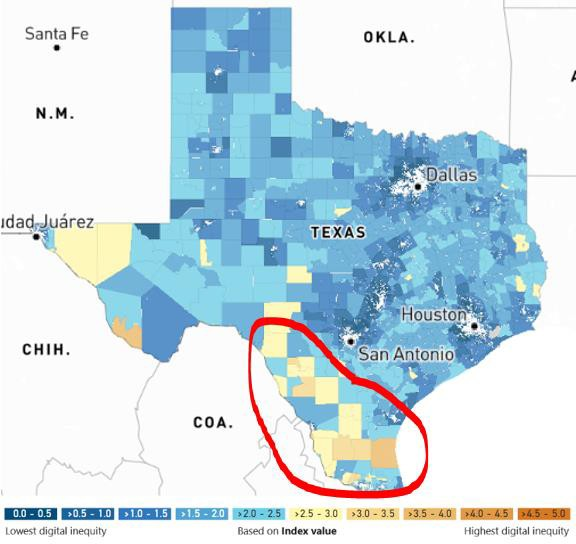 Santa Fe
OKLA.
N.M.
Dallas
udad Juárez
TEXAS
Houston
San Antonio
CHIH.
COA.
0.0 - 0.5 >0.5 - 1.0 >1.0 - 1.5 >1.5 - 2.0 >2.0 - 2.5 >2.5 - 3.0 >3.0 - 3.5 >3.5 - 4.0 >4.0 - 4.5 >4.5 - 5.0
Lowest digital inequity Based on Index value Highest digital inequity